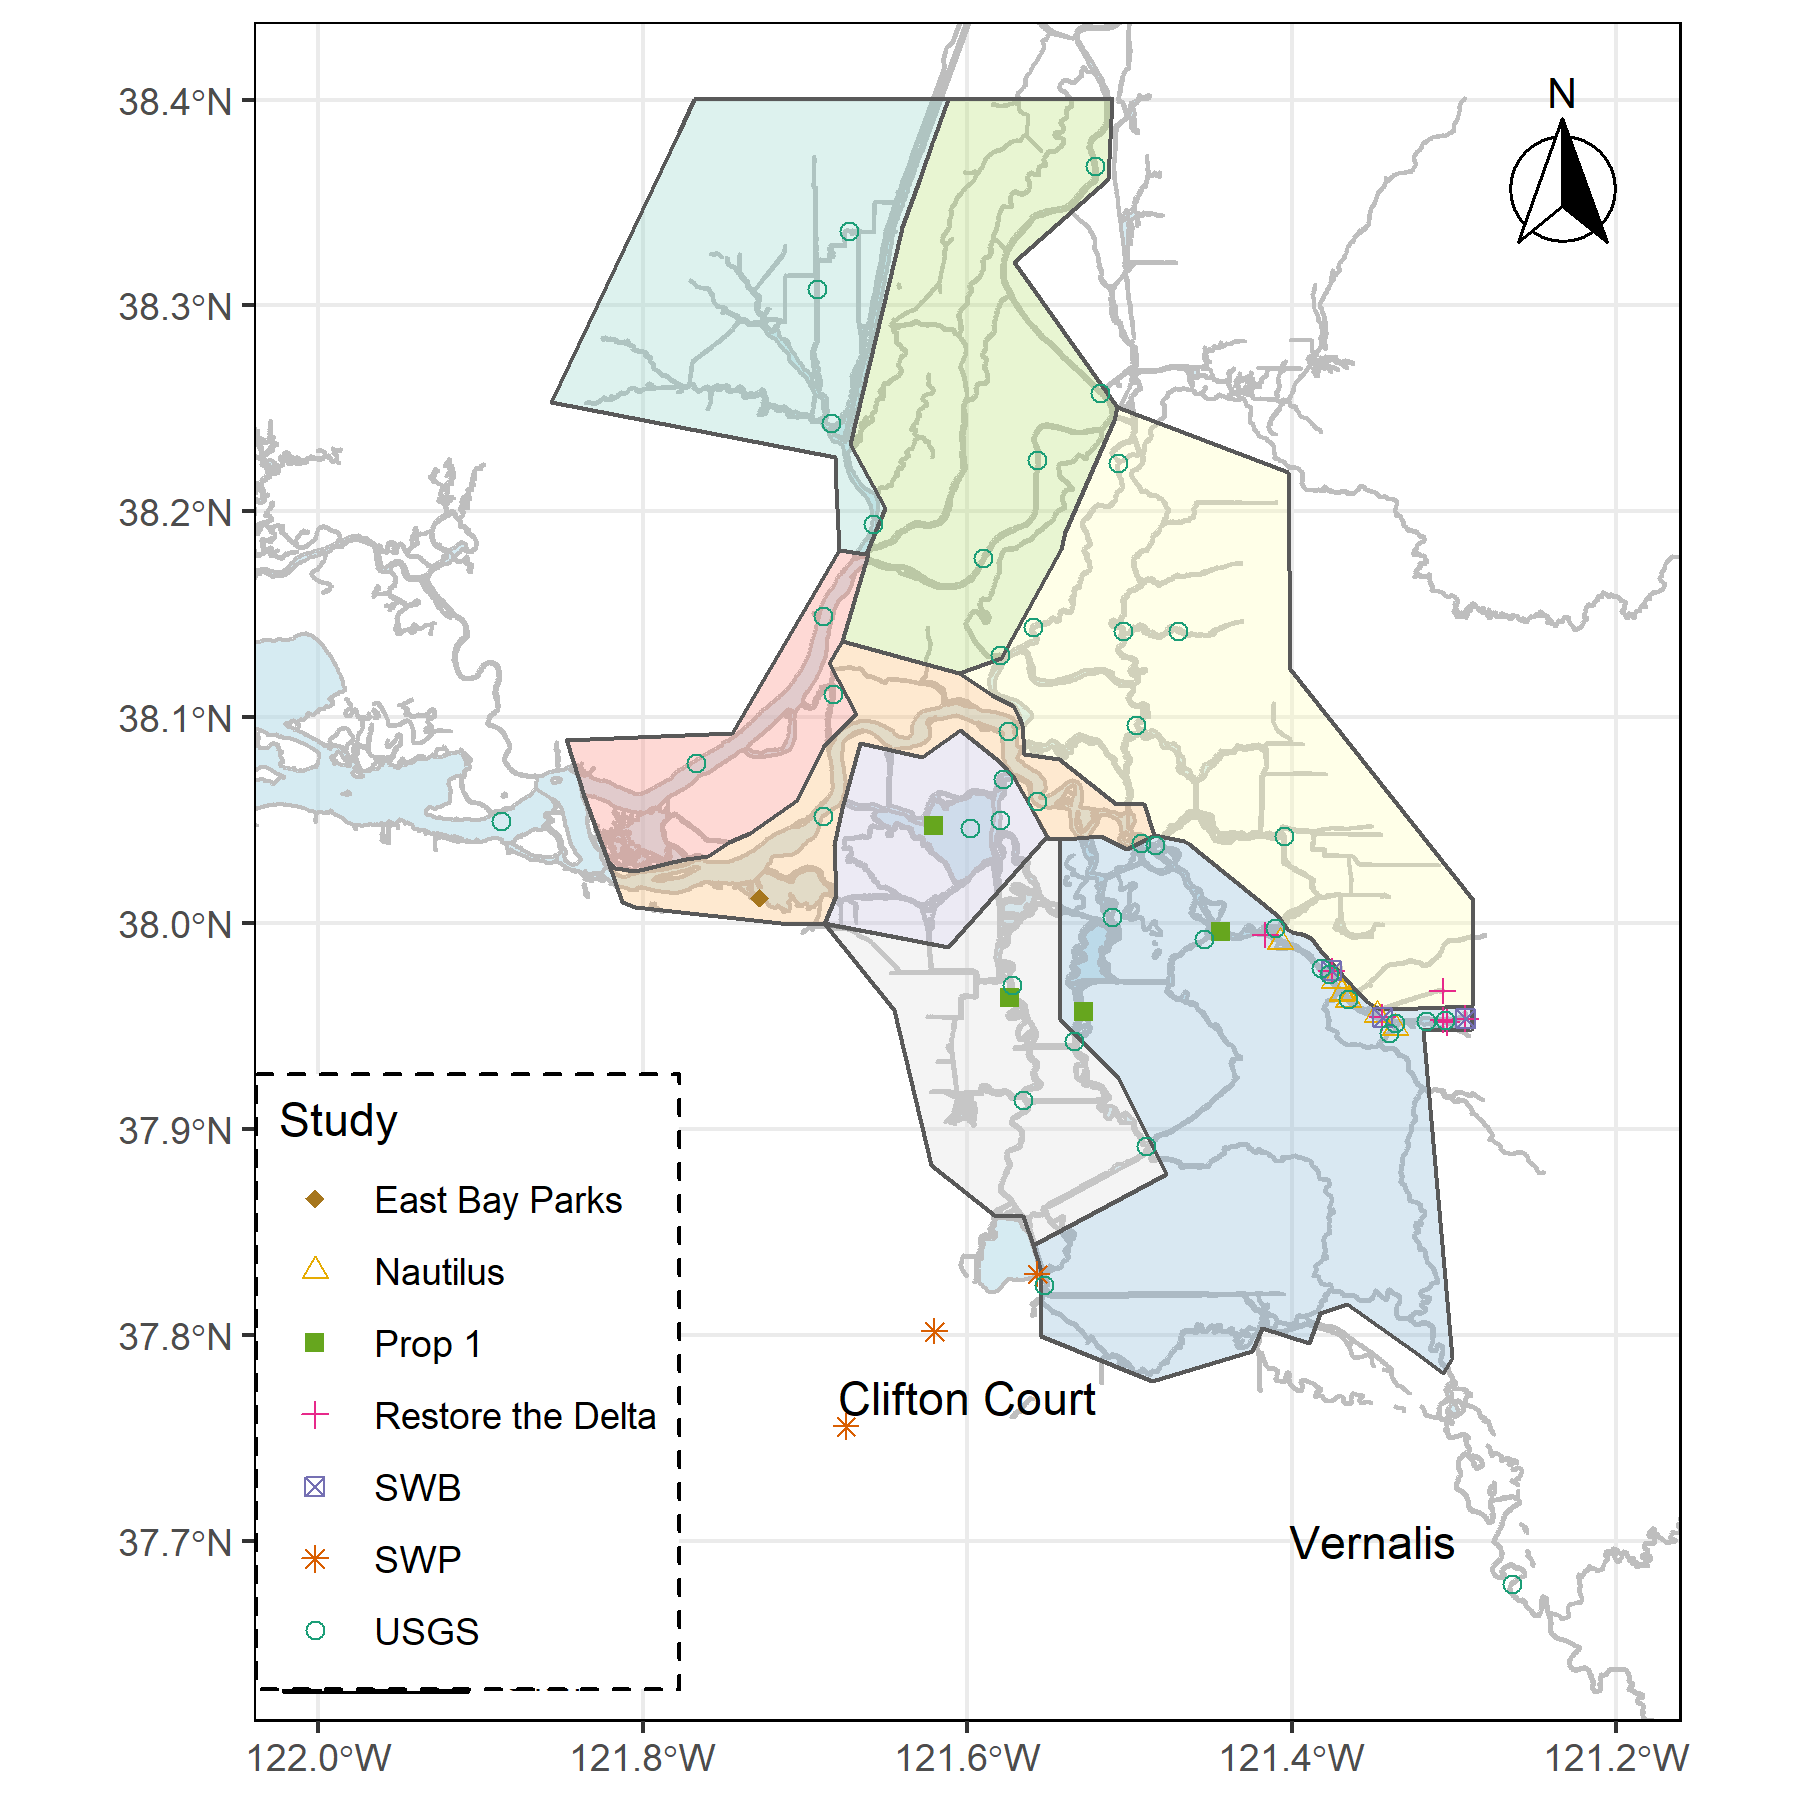 38.4°N
N
38.3°N
38.2°N
38.1°N
38.0°N
37.9°N
37.8°N
37.7°N
Study
East Bay Parks
Nautilus
Prop 1
Restore the Delta
SWB
SWP
USGS
Clifton Court
Vernalis
122.0°W
121.8°W
121.6°W
121.4°W
121.2°W